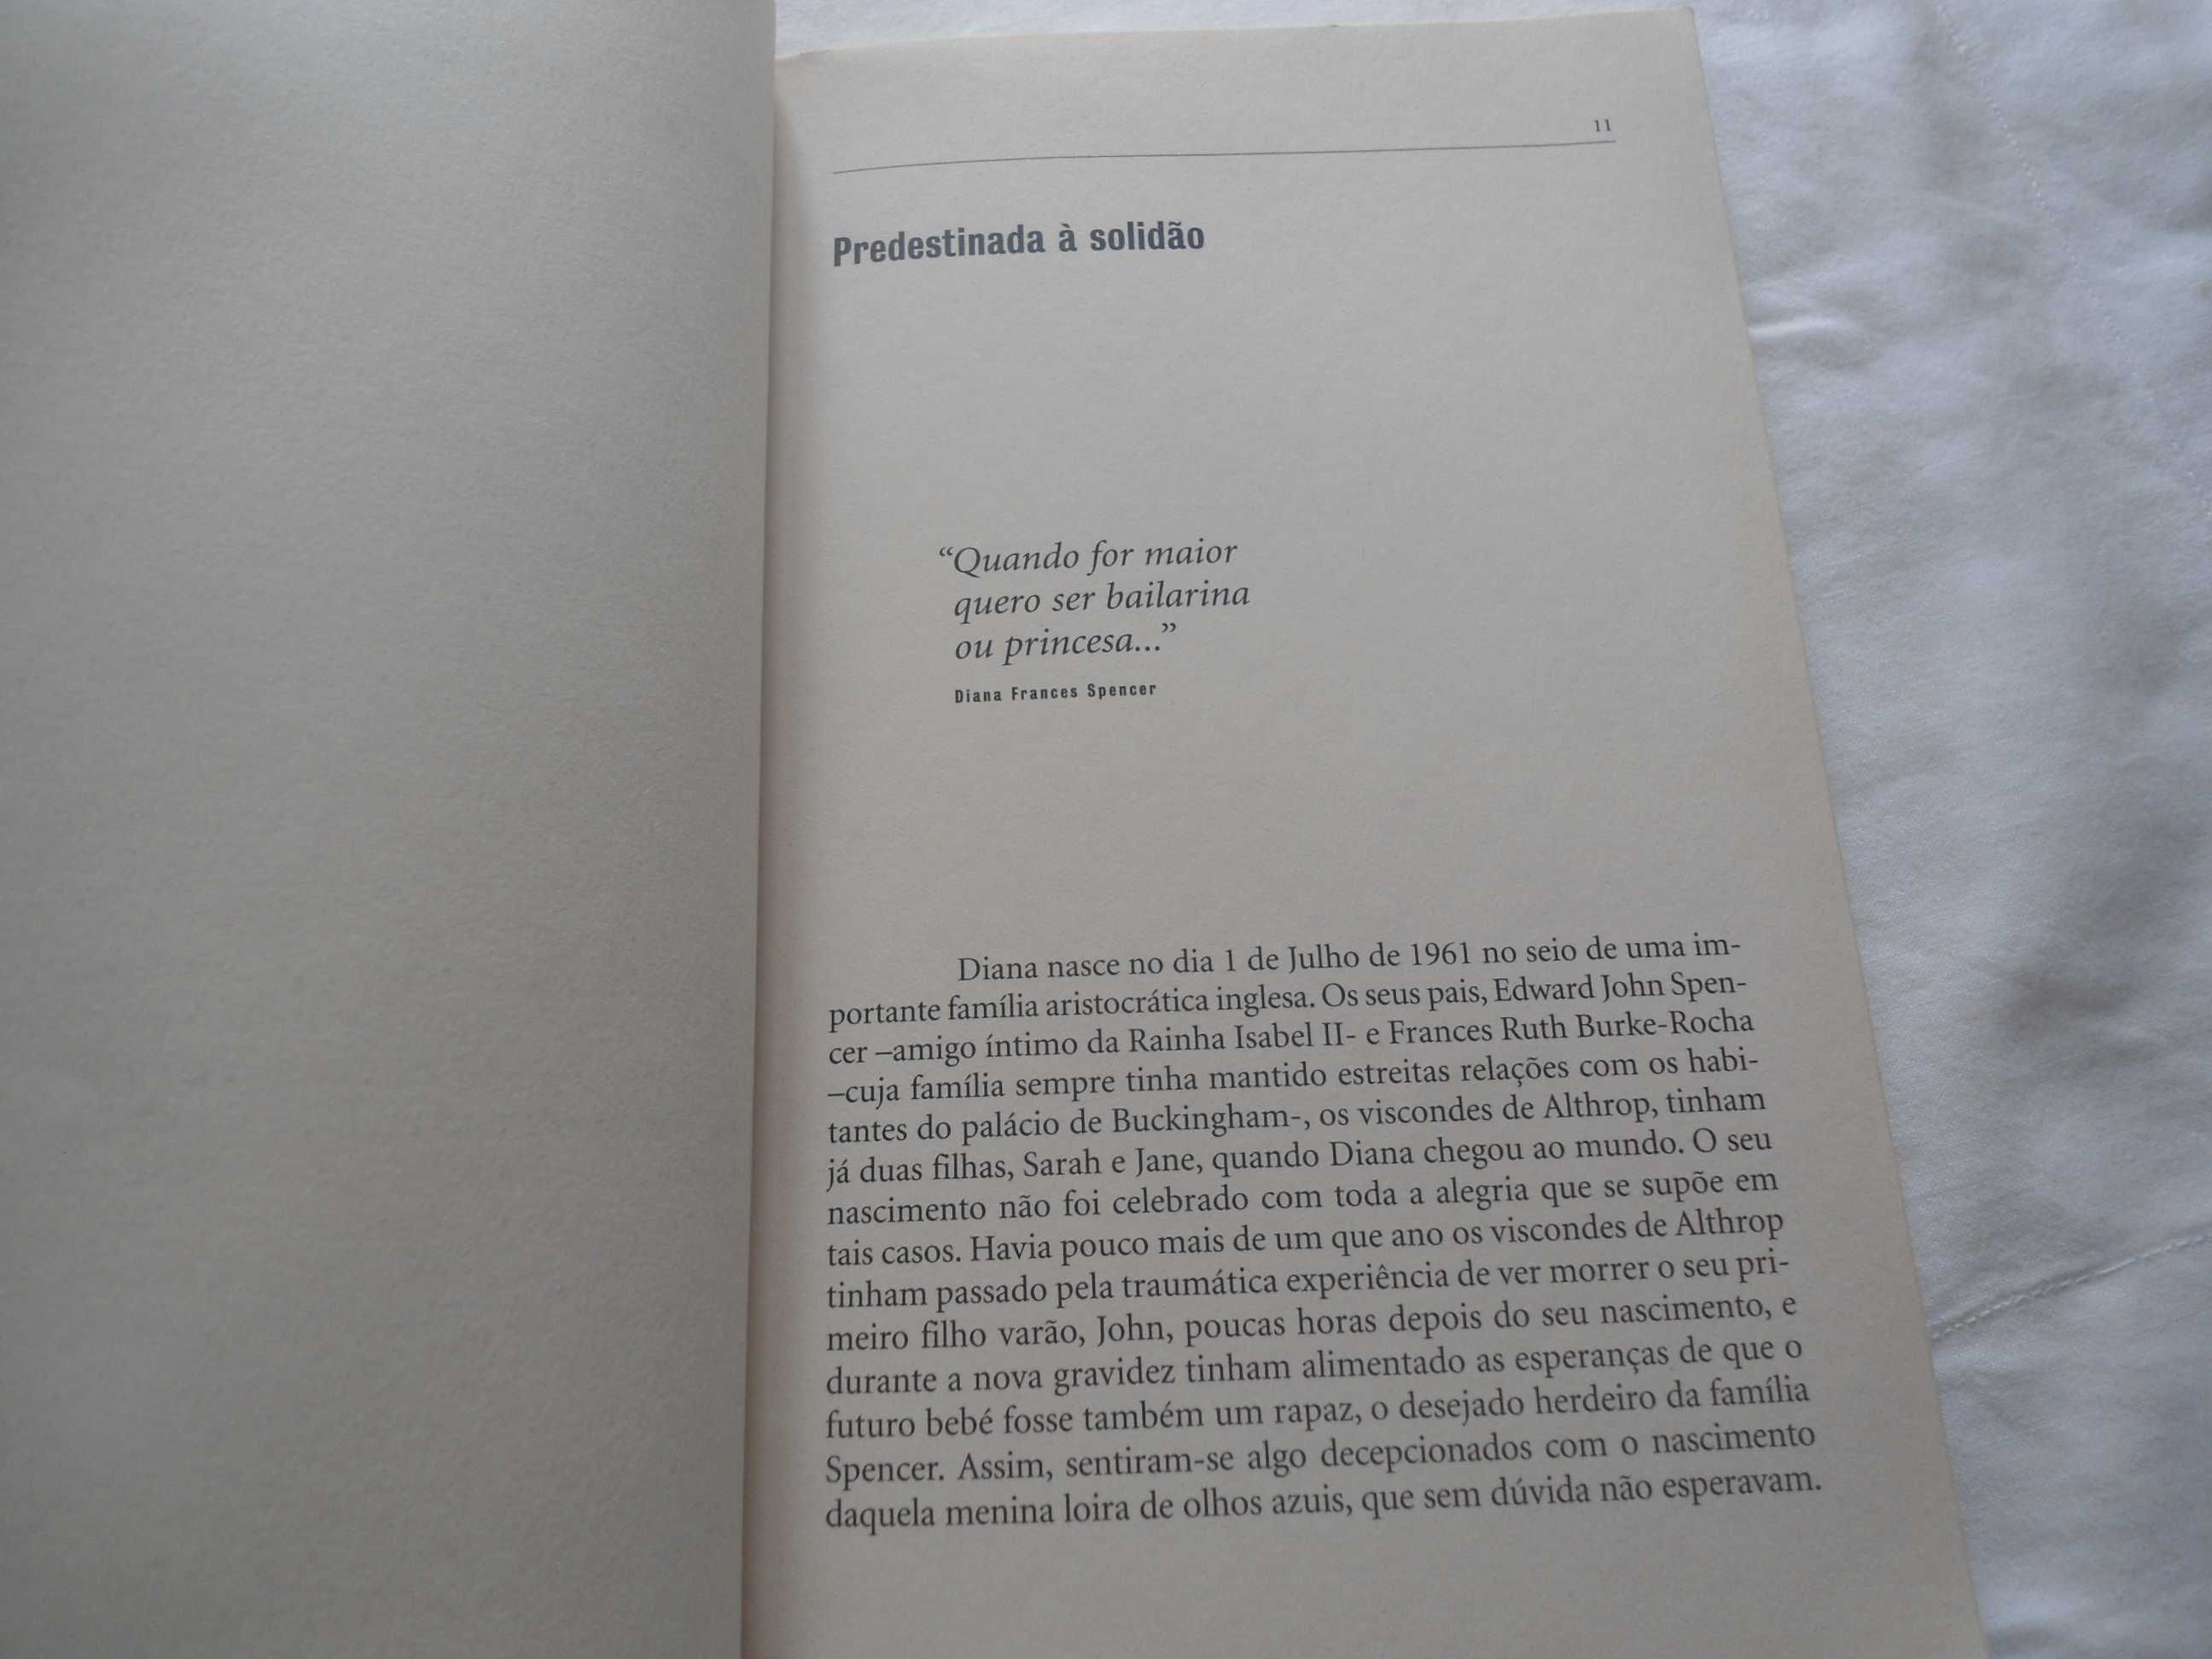 11
Predestinada à solidão
“Quando for maior
quero ser bailarina
ou princesa...”
Diana Frances Spencer
Diana nasce no dia 1 de Julho de 1961 no seio de uma im-
portante família aristocrática inglesa. Os seus pais, Edward John Spen-
cer –amigo íntimo da Rainha Isabel II- e Frances Ruth Burke-Rocha
–cuja família sempre tinha mantido estreitas relações com os habi-
tantes do palácio de Buckingham-, os viscondes de Althrop, tinham
já duas filhas, Sarah e Jane, quando Diana chegou ao mundo. O seu
nascimento não foi celebrado com toda a alegria que se supõe em
tais casos. Havia pouco mais de um que ano os viscondes de Althrop
tinham passado pela traumática experiência de ver morrer o seu pri-
meiro filho varão, John, poucas horas depois do seu nascimento, e
durante a nova gravidez tinham alimentado as esperanças de que o
futuro bebé fosse também um rapaz, o desejado herdeiro da família
Spencer. Assim, sentiram-se algo decepcionados com o nascimento
daquela menina loira de olhos azuis, que sem dúvida não esperavam.